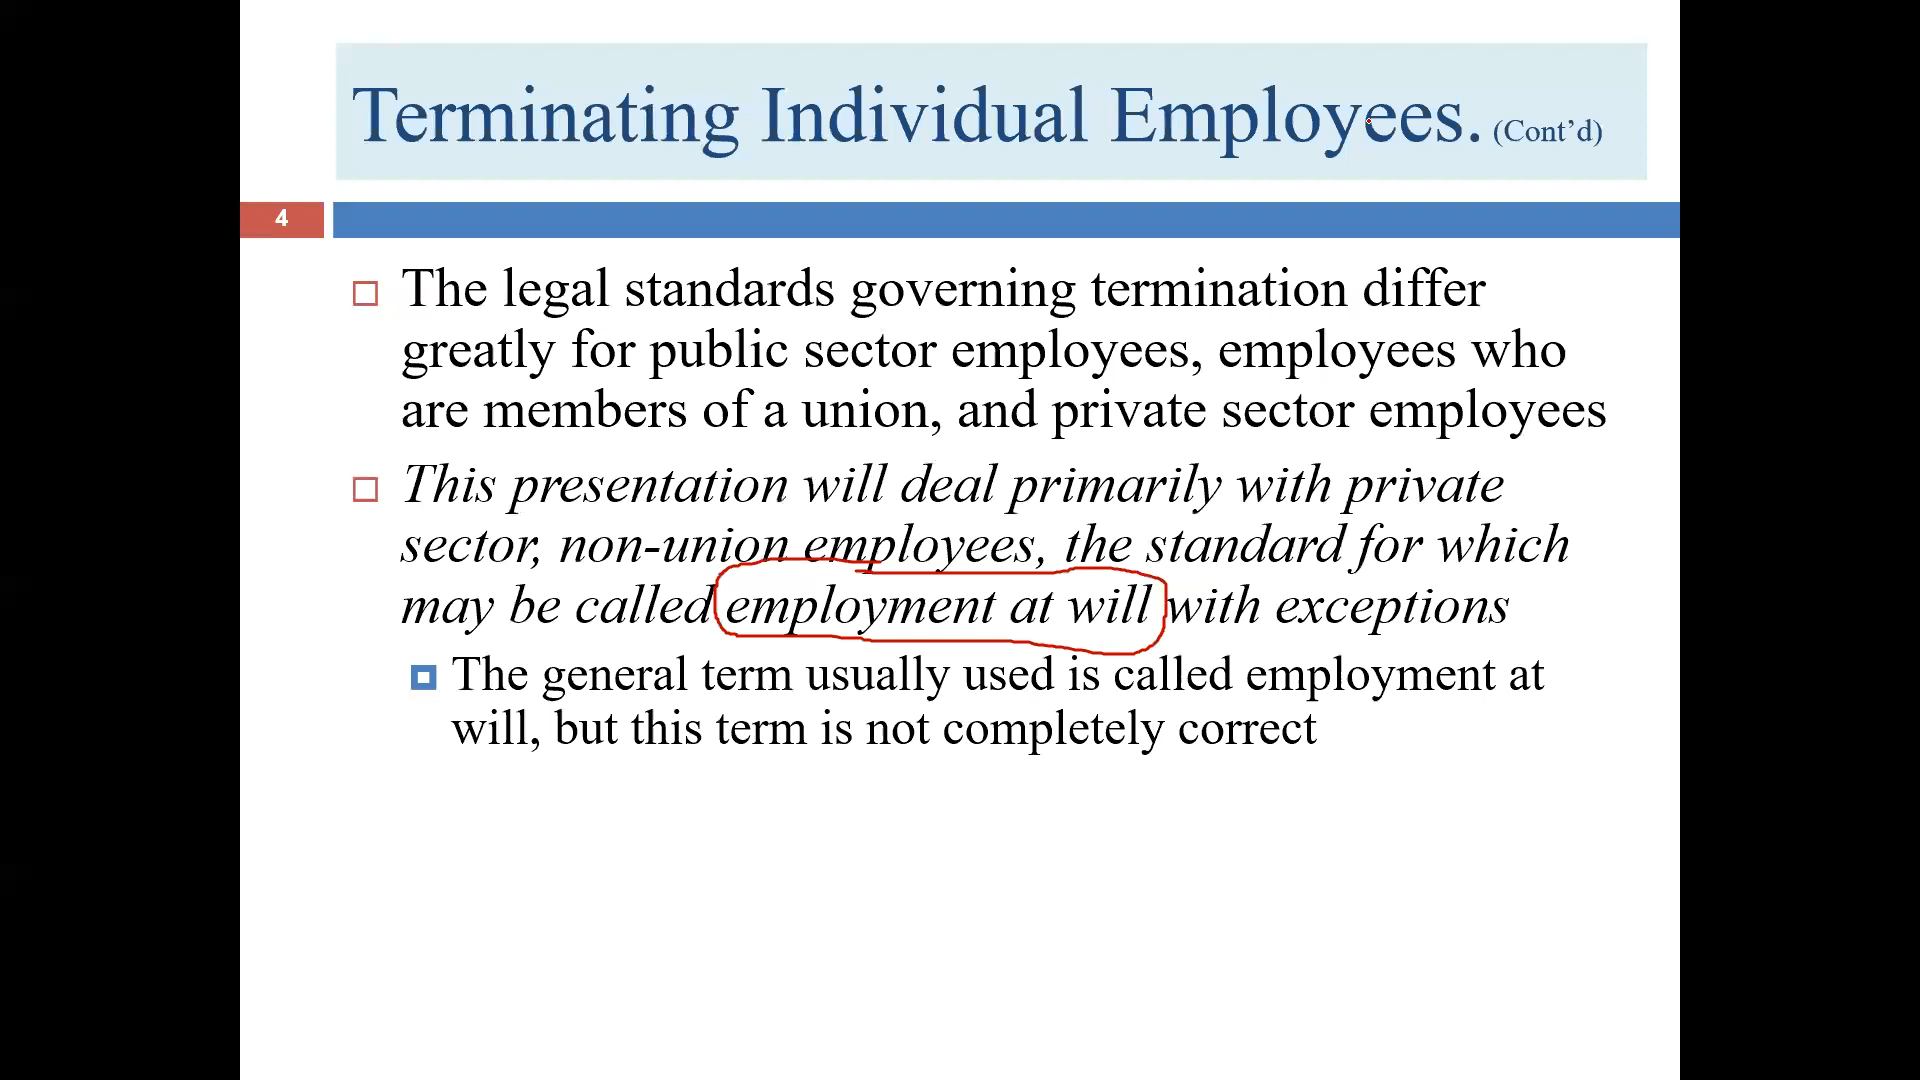 Terminating Individual Employees. (Cont’d)
4
The legal standards governing termination differ
greatly for public sector employees, employees who
are members of a union, and private sector employees
This presentation will deal primarily with private
sector, non-union employees, the standard for which
may be called employment at will with exceptions
The general term usually used is called employment at
will, but this term is not completely correct